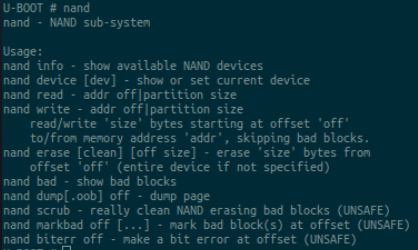 U-BOOT # nand
nand - NAND sub-system

Usage:
nand info - show available NAND devices
nand device [dev] - show or set current device
nand read - addr off|partition size
nand write - addr off|partition size
    read/write 'size' bytes starting at offset 'off'
    to/from memory address 'addr', skipping bad blocks.
nand erase [clean] [off size] - erase 'size' bytes from
    offset 'off' (entire device if not specified)
nand bad - show bad blocks
nand dump[.oob] off - dump page
nand scrub - really clean NAND erasing bad blocks (UNSAFE)
nand markbad off [...] - mark bad block(s) at offset (UNSAFE)
nand biterr off - make a bit error at offset (UNSAFE)
U-BOOT #